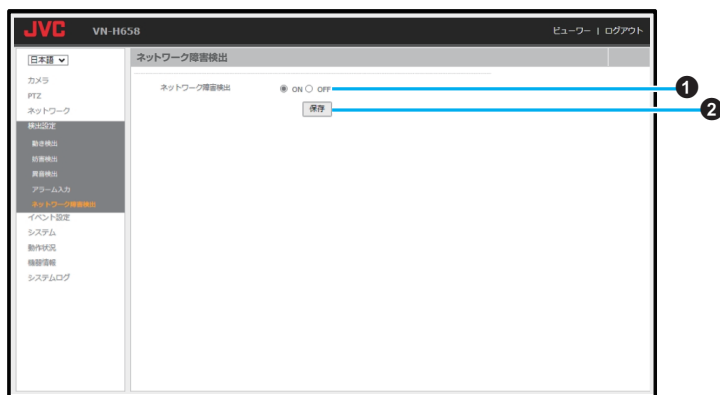 JVC VN-H658 ビューワー | ログアウト
日本語
ネットワーク障害検出
カメラ
PTZ
ネットワーク
検出設定
動き検出
妨害検出
異音検出
アラーム入力
ネットワーク障害検出
イベント設定
システム
動作状況
機器情報
システムログ
ネットワーク障害検出 ON OFF
保存
1
2